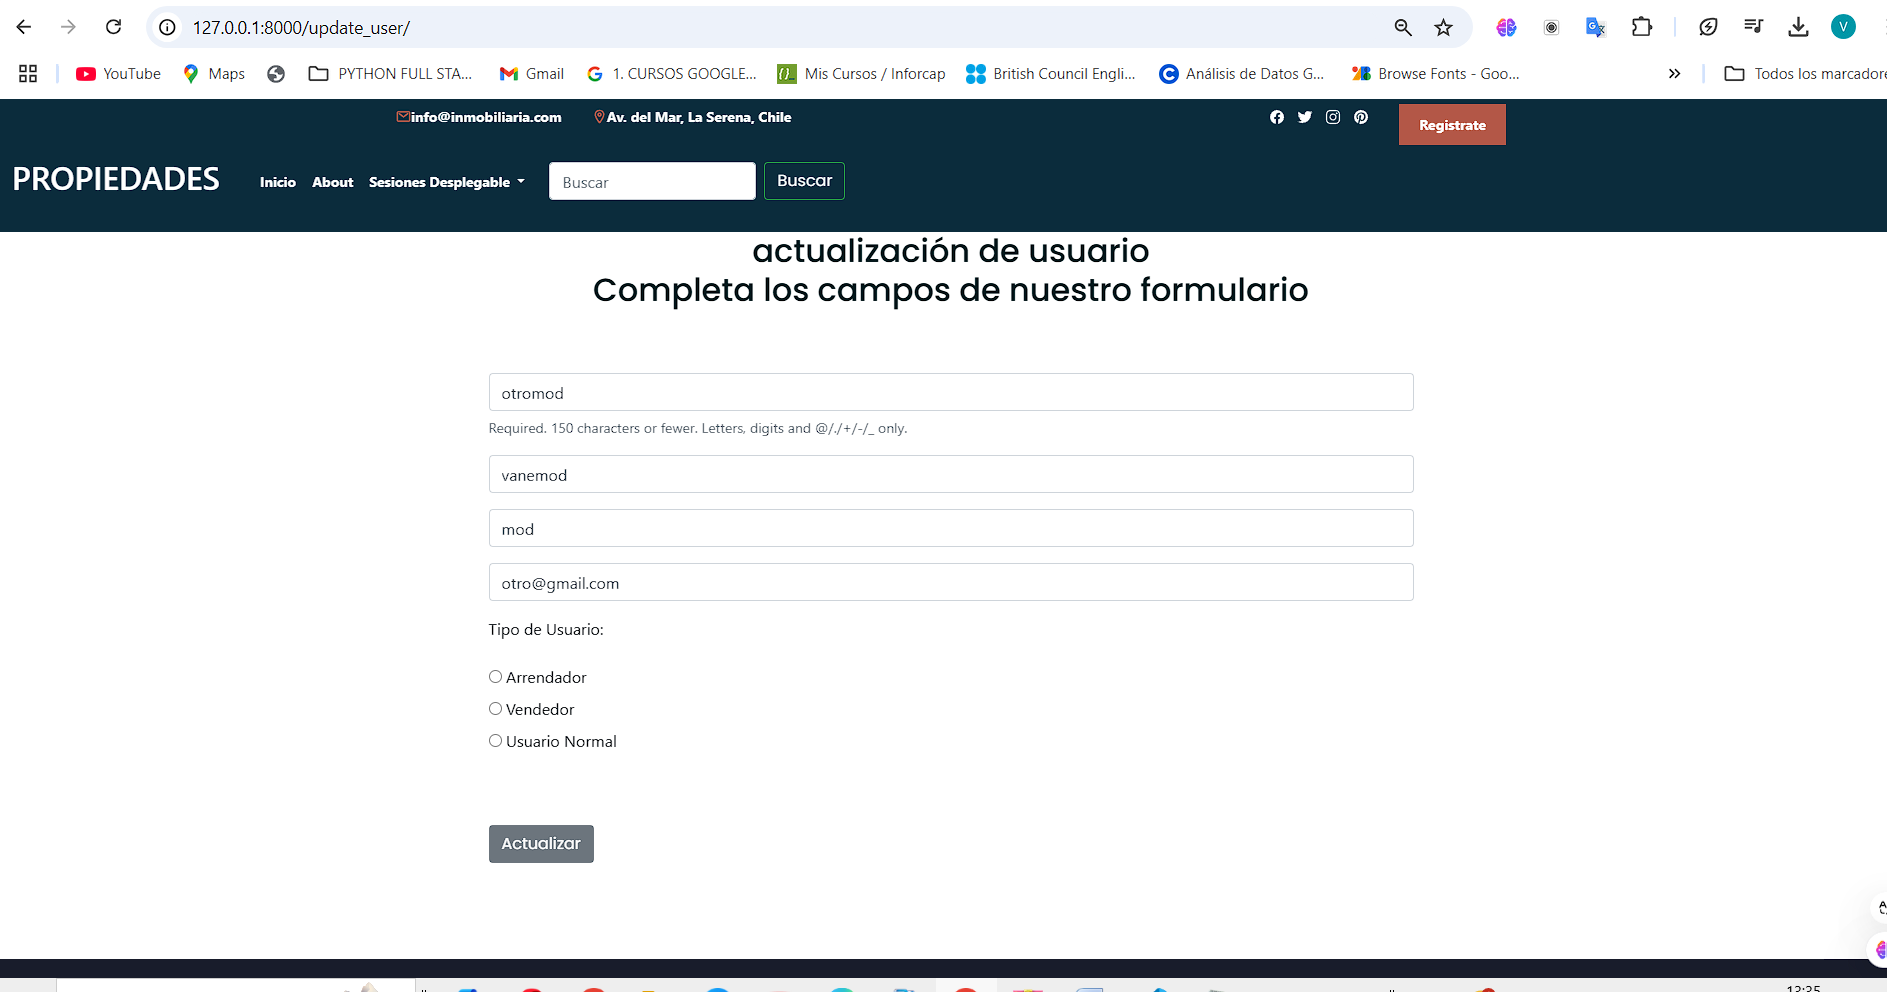 127.0.0.1:8000/update_user/
V
YouTube Maps PYTHON FULL STA... Gmail 1. CURSOS GOOGLE... Mis Cursos / Inforcap British Council Engli... Análisis de Datos G... Browse Fonts - Goo... Todos los marcadore
info@inmobiliaria.com Av. del Mar, La Serena, Chile Registrate
PROPIEDADES Inicio About Sesiones Desplegable Buscar Buscar
actualización de usuario
Completa los campos de nuestro formulario
otromod
Required. 150 characters or fewer. Letters, digits and @/./+/-/_ only.
vanemod
mod
otro@gmail.com
Tipo de Usuario:
Arrendador
Vendedor
Usuario Normal
Actualizar